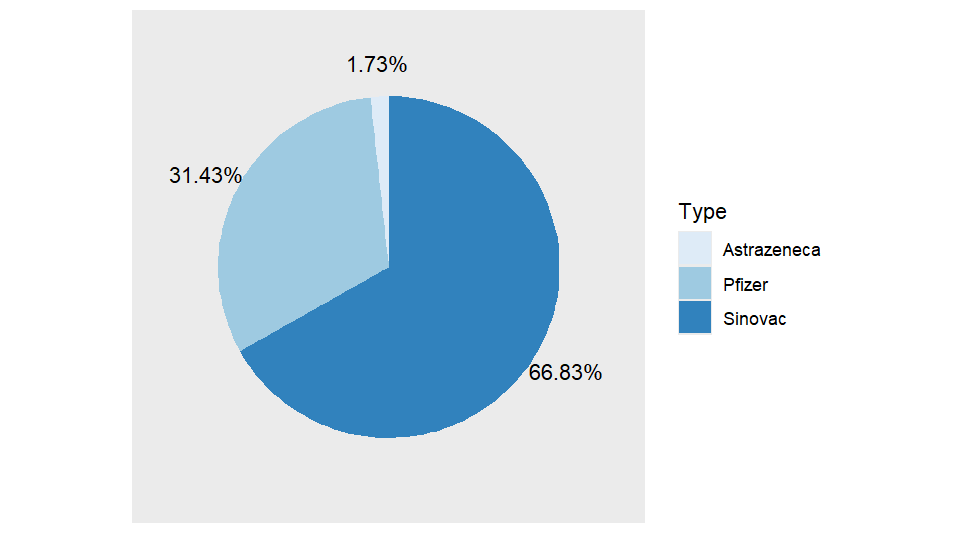 1.73%
31.43%
66.83%
Type
Astrazeneca
Pfizer
Sinovac